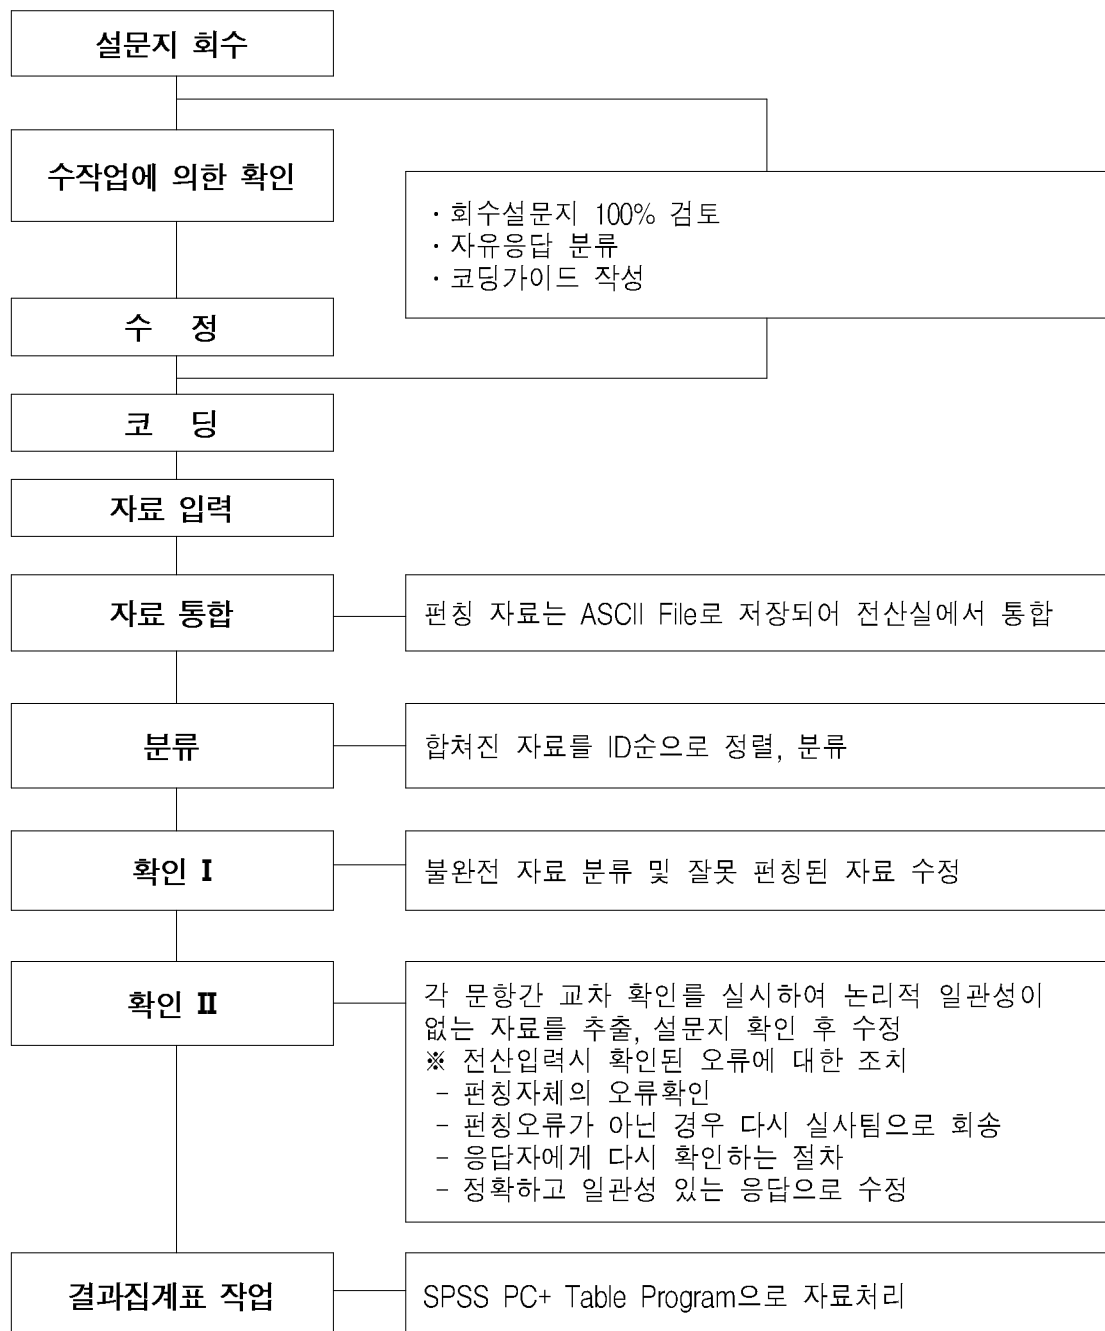 설문지 회수
수작업에 의한 확인
· 회수설문지 100% 검토
· 자유응답 분류
· 코딩가이드 작성
수 정
코 딩
자료 입력
자료 통합
펀칭 자료는 ASCII File로 저장되어 전산실에서 통합
분류
합쳐진 자료를 ID순으로 정렬, 분류
확인 Ⅰ
불완전 자료 분류 및 잘못 펀칭된 자료 수정
확인 Ⅱ
각 문항간 교차 확인를 실시하여 논리적 일관성이
없는 자료를 추출, 설문지 확인 후 수정
※ 전산입력시 확인된 오류에 대한 조치
- 펀칭자체의 오류확인
- 펀칭오류가 아닌 경우 다시 실사팀으로 회송
- 응답자에게 다시 확인하는 절차
- 정확하고 일관성 있는 응답으로 수정
결과집계표 작업
SPSS PC+ Table Program으로 자료처리